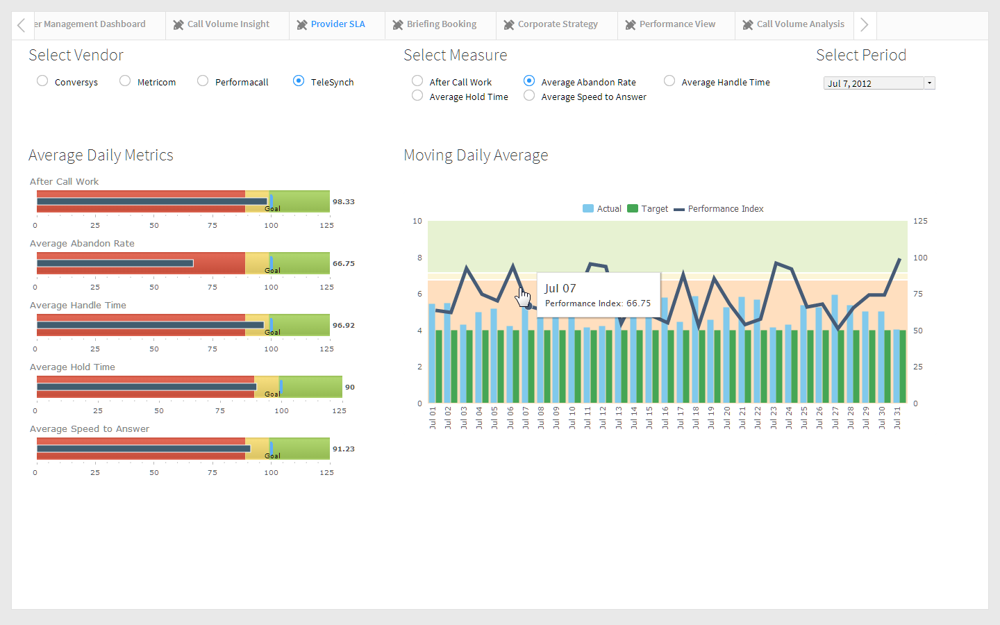 er Management Dashboard
Call Volume Insight
Provider SLA
Briefing Booking
Corporate Strategy
Performance View
Call Volume Analysis
Select Vendor
Conversys
Metricom
Performacall
TeleSynch
Select Measure
After Call Work
Average Abandon Rate
Average Handle Time
Average Hold Time
Average Speed to Answer
Select Period
Jul 7, 2012
Average Daily Metrics
After Call Work
Goal
98.33
0 25 50 75 100 125
Average Abandon Rate
Goal
66.75
0 25 50 75 100 125
Average Handle Time
Goal
96.92
0 25 50 75 100 125
Average Hold Time
Goal
90
0 25 50 75 100 125
Average Speed to Answer
Goal
91.23
0 25 50 75 100 125
Moving Daily Average
Actual Target Performance Index
10
8
6
4
2
0
125
100
75
50
25
0
Jul 07
Performance Index: 66.75
Jul 01
Jul 02
Jul 03
Jul 04
Jul 05
Jul 06
Jul 07
Jul 08
Jul 09
Jul 10
Jul 11
Jul 12
Jul 13
Jul 14
Jul 15
Jul 16
Jul 17
Jul 18
Jul 19
Jul 20
Jul 21
Jul 22
Jul 23
Jul 24
Jul 25
Jul 26
Jul 27
Jul 28
Jul 29
Jul 30
Jul 31